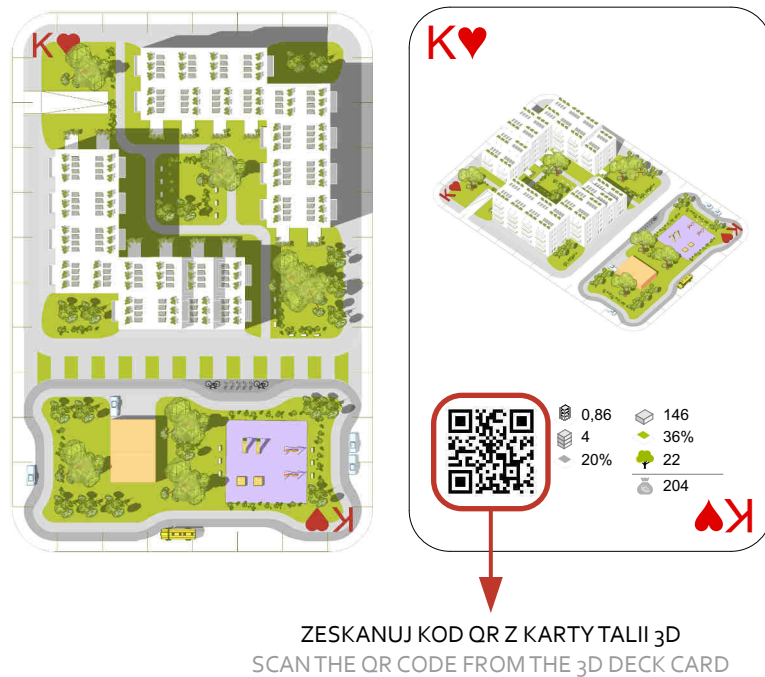 K
K
0,86
146
4
36%
20%
22
204
K
K
K
ZESKANUJ KOD QR Z KARTY TALII 3D
SCAN THE QR CODE FROM THE 3D DECK CARD